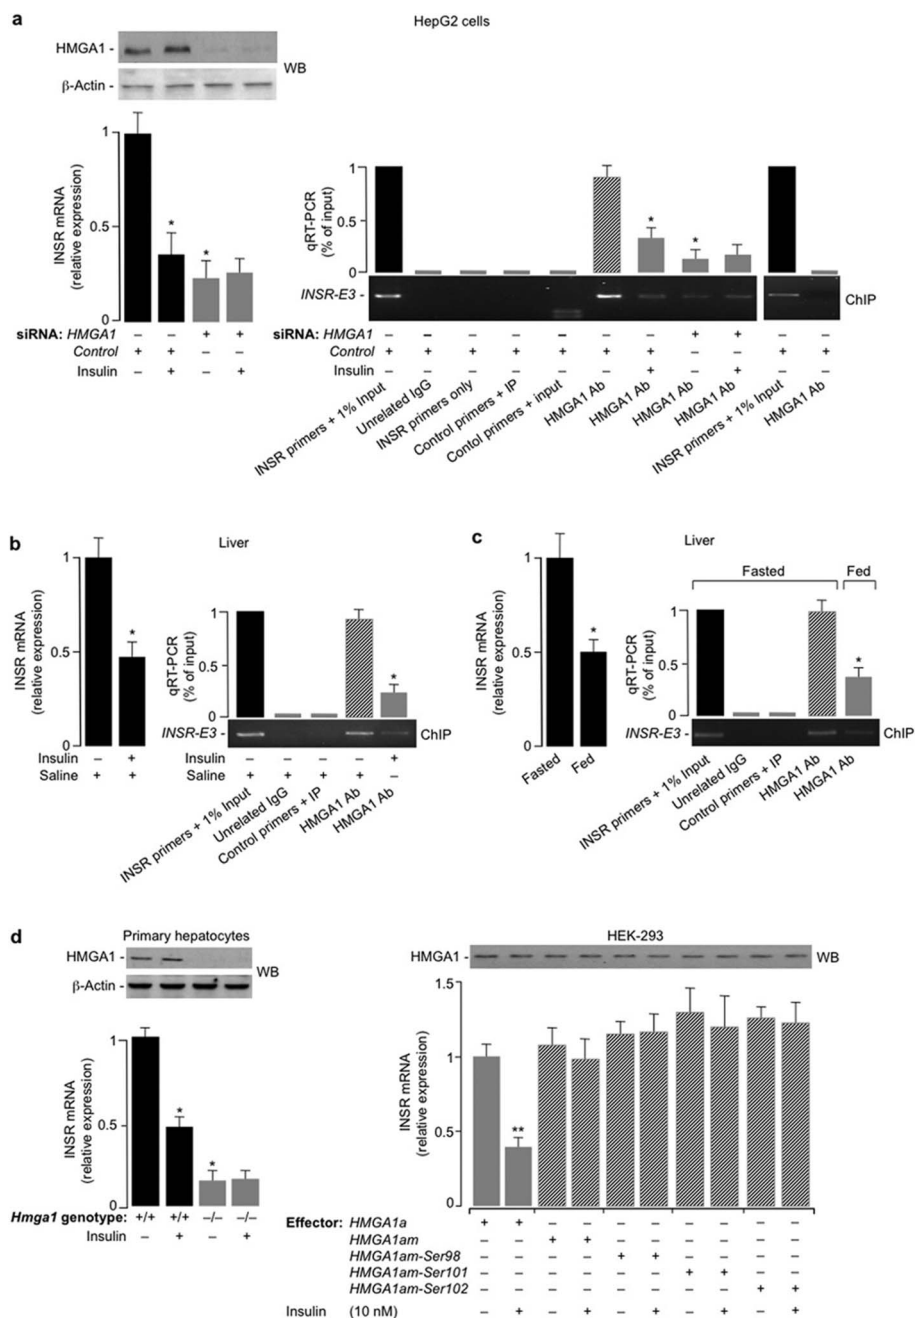 a
HepG2 cells
HMGA1 -
WB
β-Actin -
1
0.5
0
INSR mRNA
(relative expression)
*
*
siRNA: HMGA1 – – + +
Control + + – –
Insulin – + – +
1
0.5
0
qRT-PCR
(% of input)
*
*
INSR-E3
ChIP
siRNA: HMGA1 – – – – – – – + + – –
Control + + + + + + + – – + +
Insulin – – – – – – + – + – –
INSR primers + 1% Input
Unrelated IgG
INSR primers only
Control primers + IP
Contol primers + input
HMGA1 Ab
HMGA1 Ab
HMGA1 Ab
HMGA1 Ab
INSR primers + 1% Input
HMGA1 Ab
b
Liver
1
0.5
0
INSR mRNA
(relative expression)
*
Insulin – +
Saline + +
1
0.5
0
qRT-PCR
(% of input)
*
INSR-E3
ChIP
Insulin – – – – +
Saline + + + + –
INSR primers + 1% Input
Unrelated IgG
Control primers + IP
HMGA1 Ab
HMGA1 Ab
c
Liver
1
0.5
0
INSR mRNA
(relative expression)
*
Fasted
Fed
Fasted
Fed
1
0.5
0
qRT-PCR
(% of input)
*
INSR-E3
ChIP
INSR primers + 1% Input
Unrelated IgG
Control primers + IP
HMGA1 Ab
HMGA1 Ab
d
Primary hepatocytes
HMGA1 -
WB
β-Actin -
1
0.5
0
INSR mRNA
(relative expression)
*
*
Hmga1 genotype: +/+ +/+ –/– –/–
Insulin – + – +
HEK-293
HMGA1 -
WB
1.5
1
0.5
0
INSR mRNA
(relative expression)
**
Effector: HMGA1a + + – – – – – – – –
HMGA1am – – + + – – – – – –
HMGA1am-Ser98 – – – – + + – – – –
HMGA1am-Ser101 – – – – – – + + – –
HMGA1am-Ser102 – – – – – – – – + +
Insulin (10 nM) – + – + – + – + – +